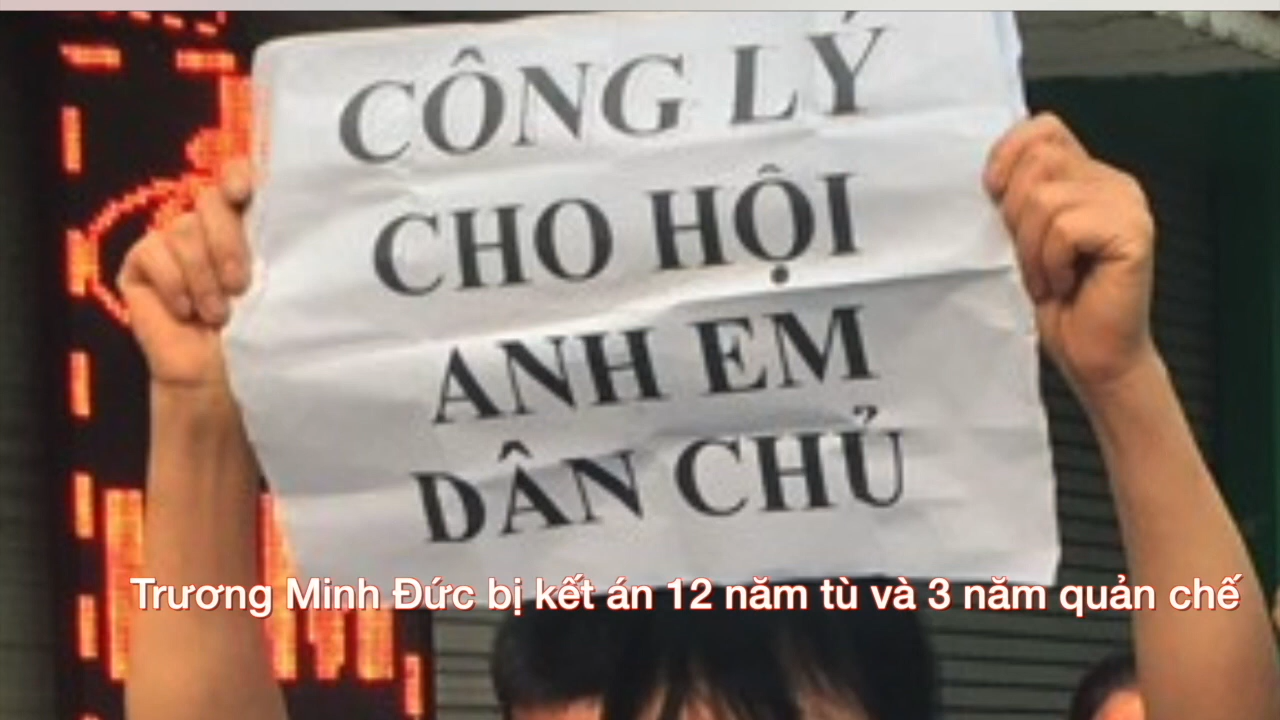 CÔNG LÝ
CHO HỘI
ANH EM
DÂN CHỦ
Trương Minh Đức bị kết án 12 năm tù và 3 năm quản chế